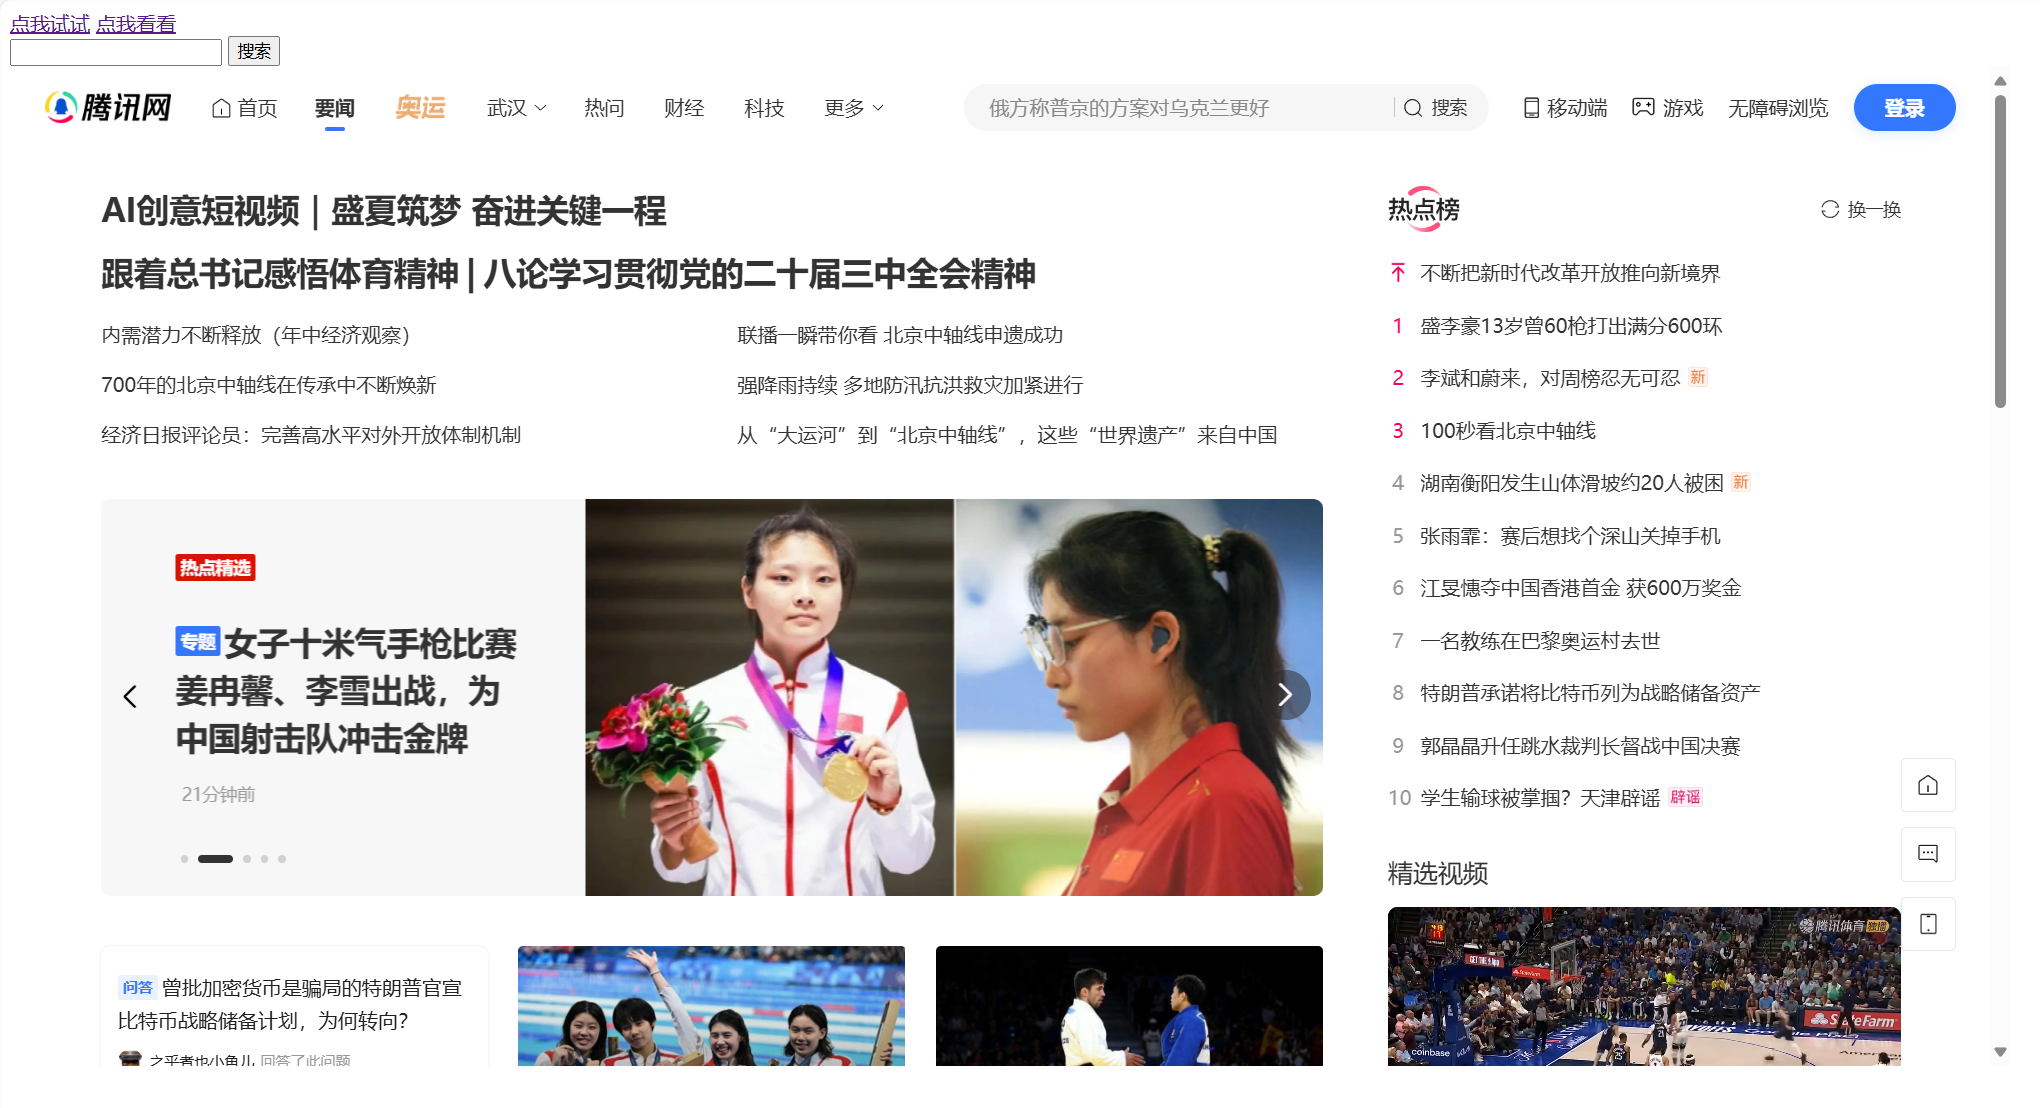 点我试试 点我看看
搜索
腾讯网 首页 要闻 奥运 武汉 热问 财经 科技 更多 俄方称普京的方案对乌克兰更好 搜索 移动端 游戏 无障碍浏览 登录
AI创意短视频｜盛夏筑梦 奋进关键一程
跟着总书记感悟体育精神 | 八论学习贯彻党的二十届三中全会精神
内需潜力不断释放（年中经济观察）
联播一瞬带你看 北京中轴线申遗成功
700年的北京中轴线在传承中不断焕新
强降雨持续 多地防汛抗洪救灾加紧进行
经济日报评论员：完善高水平对外开放体制机制
从“大运河”到“北京中轴线”，这些“世界遗产”来自中国
热点精选
专题 女子十米气手枪比赛
姜冉馨、李雪出战，为
中国射击队冲击金牌
21分钟前
问答 曾批加密货币是骗局的特朗普官宣
比特币战略储备计划，为何转向？
之乎者也小鱼儿 回答了此问题
热点榜 换一换
不断把新时代改革开放推向新境界
1 盛李豪13岁曾60枪打出满分600环
2 李斌和蔚来，对周榜忍无可忍 新
3 100秒看北京中轴线
4 湖南衡阳发生山体滑坡约20人被困 新
5 张雨霏：赛后想找个深山关掉手机
6 江旻憓夺中国香港首金 获600万奖金
7 一名教练在巴黎奥运村去世
8 特朗普承诺将比特币列为战略储备资产
9 郭晶晶升任跳水裁判长督战中国决赛
10 学生输球被掌掴？天津辟谣 辟谣
精选视频
腾讯体育 独播
GET THE #1 APP
StateFarm
State Farm
coinbase